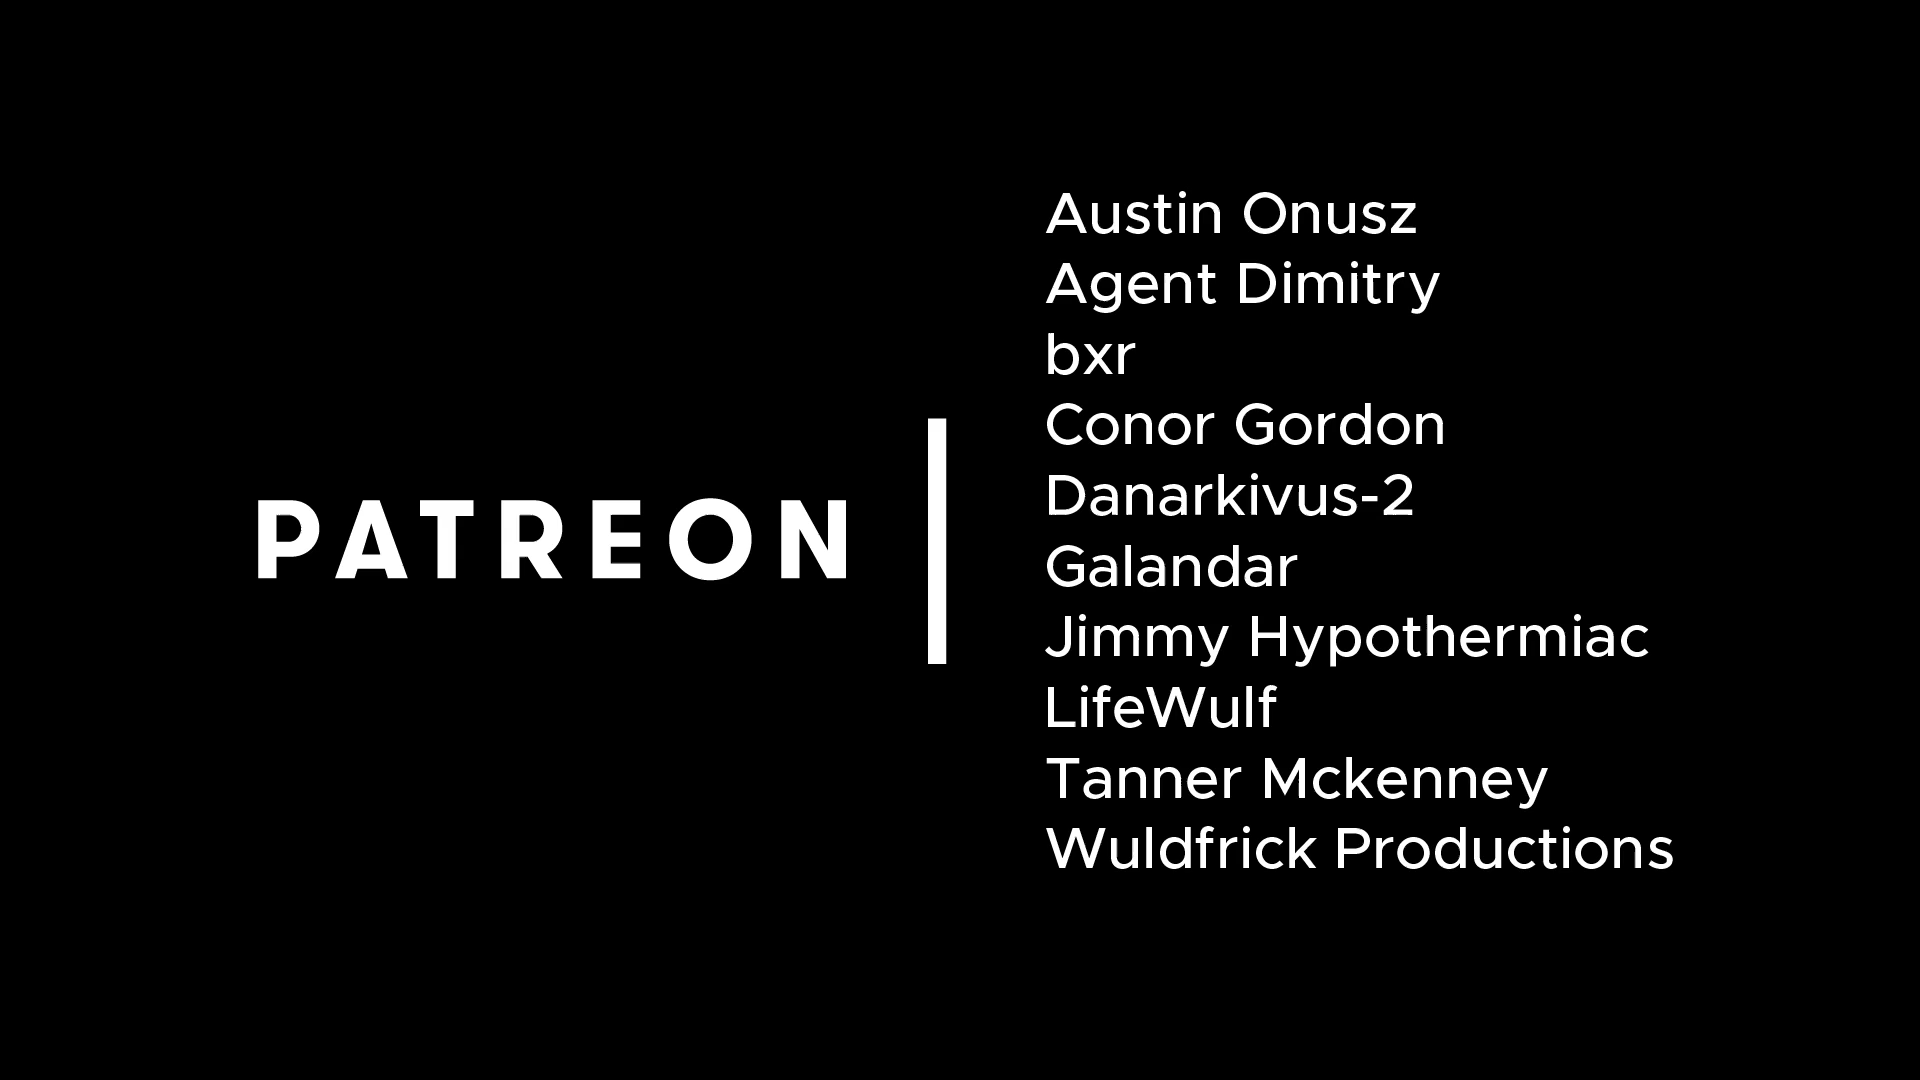 PATREON
Austin Onusz
Agent Dimitry
bxr
Conor Gordon
Danarkivus-2
Galandar
Jimmy Hypothermiac
LifeWulf
Tanner Mckenney
Wuldfrick Productions